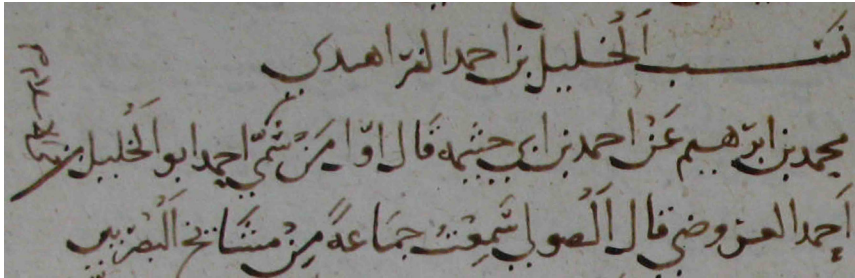 نسب الخليل بن احمد الفراهيدي
محمد بن ابرهيم عن احمد بن ابي خيثمة قال اول من سمي احمد ابو الخليل بن
احمد العروضي قال الصولي سمعت جماعة من مشايخ البصريين